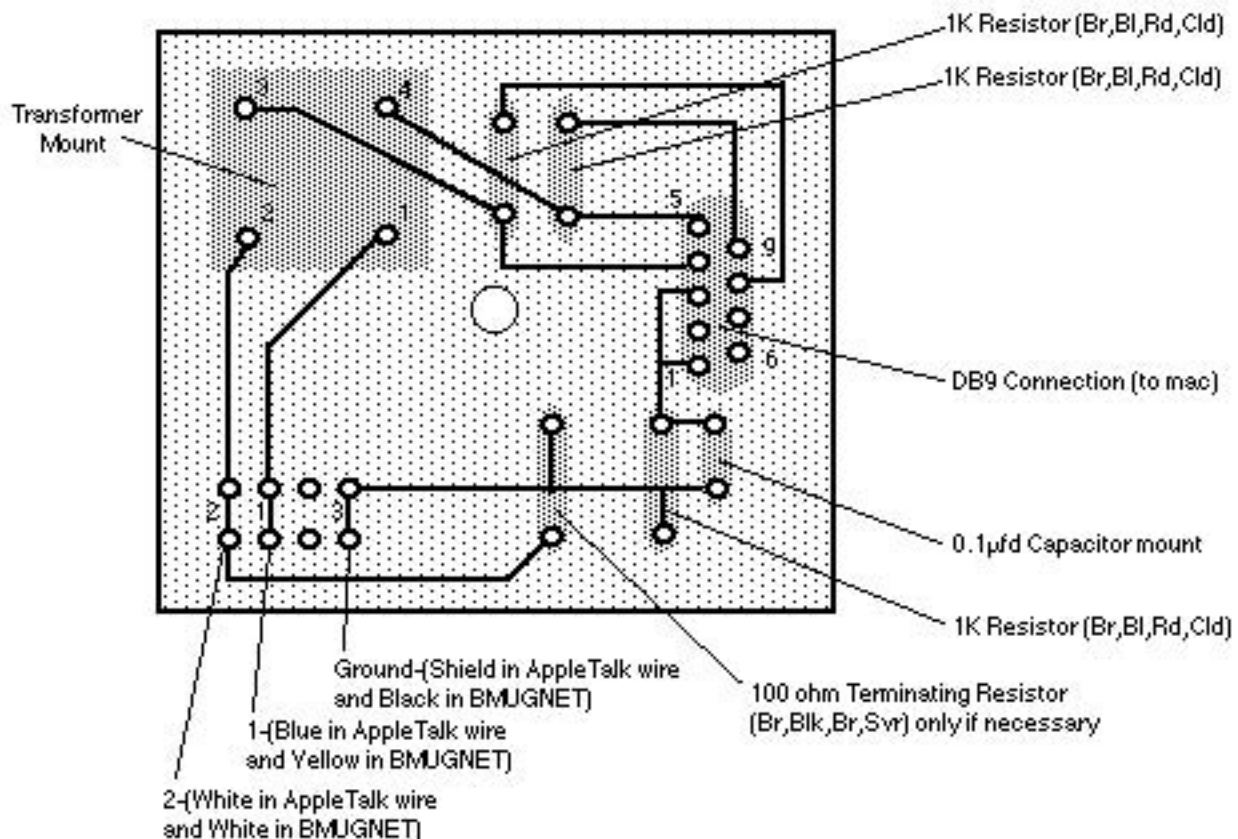 1K Resistor (Br,Bl,Rd,Cld)
1K Resistor (Br,Bl,Rd,Cld)
Transformer
Mount
3
4
2
1
5
9
1
6
DB9 Connection (to mac)
2
1
3
0.1µfd Capacitor mount
1K Resistor (Br,Bl,Rd,Cld)
Ground-(Shield in AppleTalk wire
and Black in BMUGNET)
100 ohm Terminating Resistor
(Br,Blk,Br,Svr) only if necessary
1-(Blue in AppleTalk wire
and Yellow in BMUGNET)
2-(White in AppleTalk wire
and White in BMUGNET)